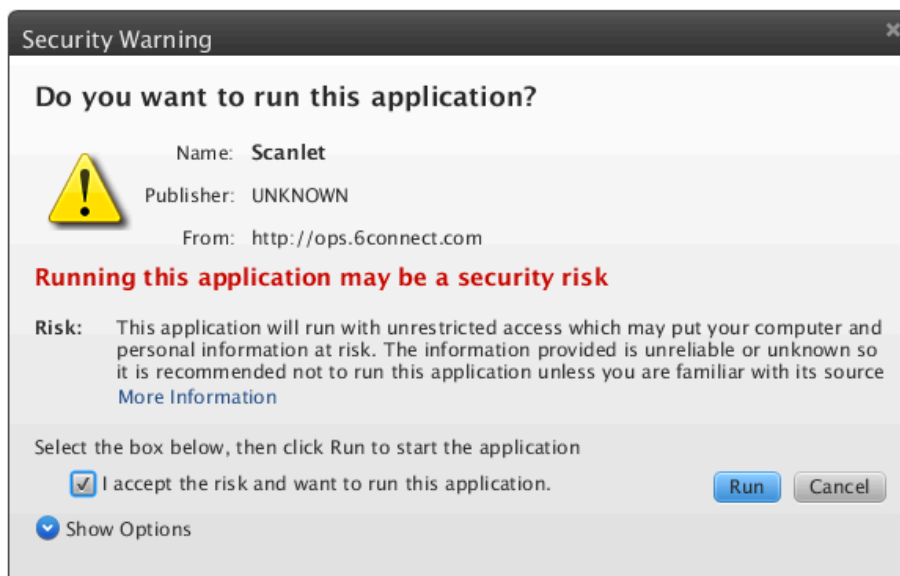 Security Warning
Do you want to run this application?
Name: Scanlet
Publisher: UNKNOWN
From: http://ops.6connect.com
Running this application may be a security risk
Risk: This application will run with unrestricted access which may put your computer and
personal information at risk. The information provided is unreliable or unknown so
it is recommended not to run this application unless you are familiar with its source
More Information
Select the box below, then click Run to start the application
I accept the risk and want to run this application.
Run Cancel
Show Options